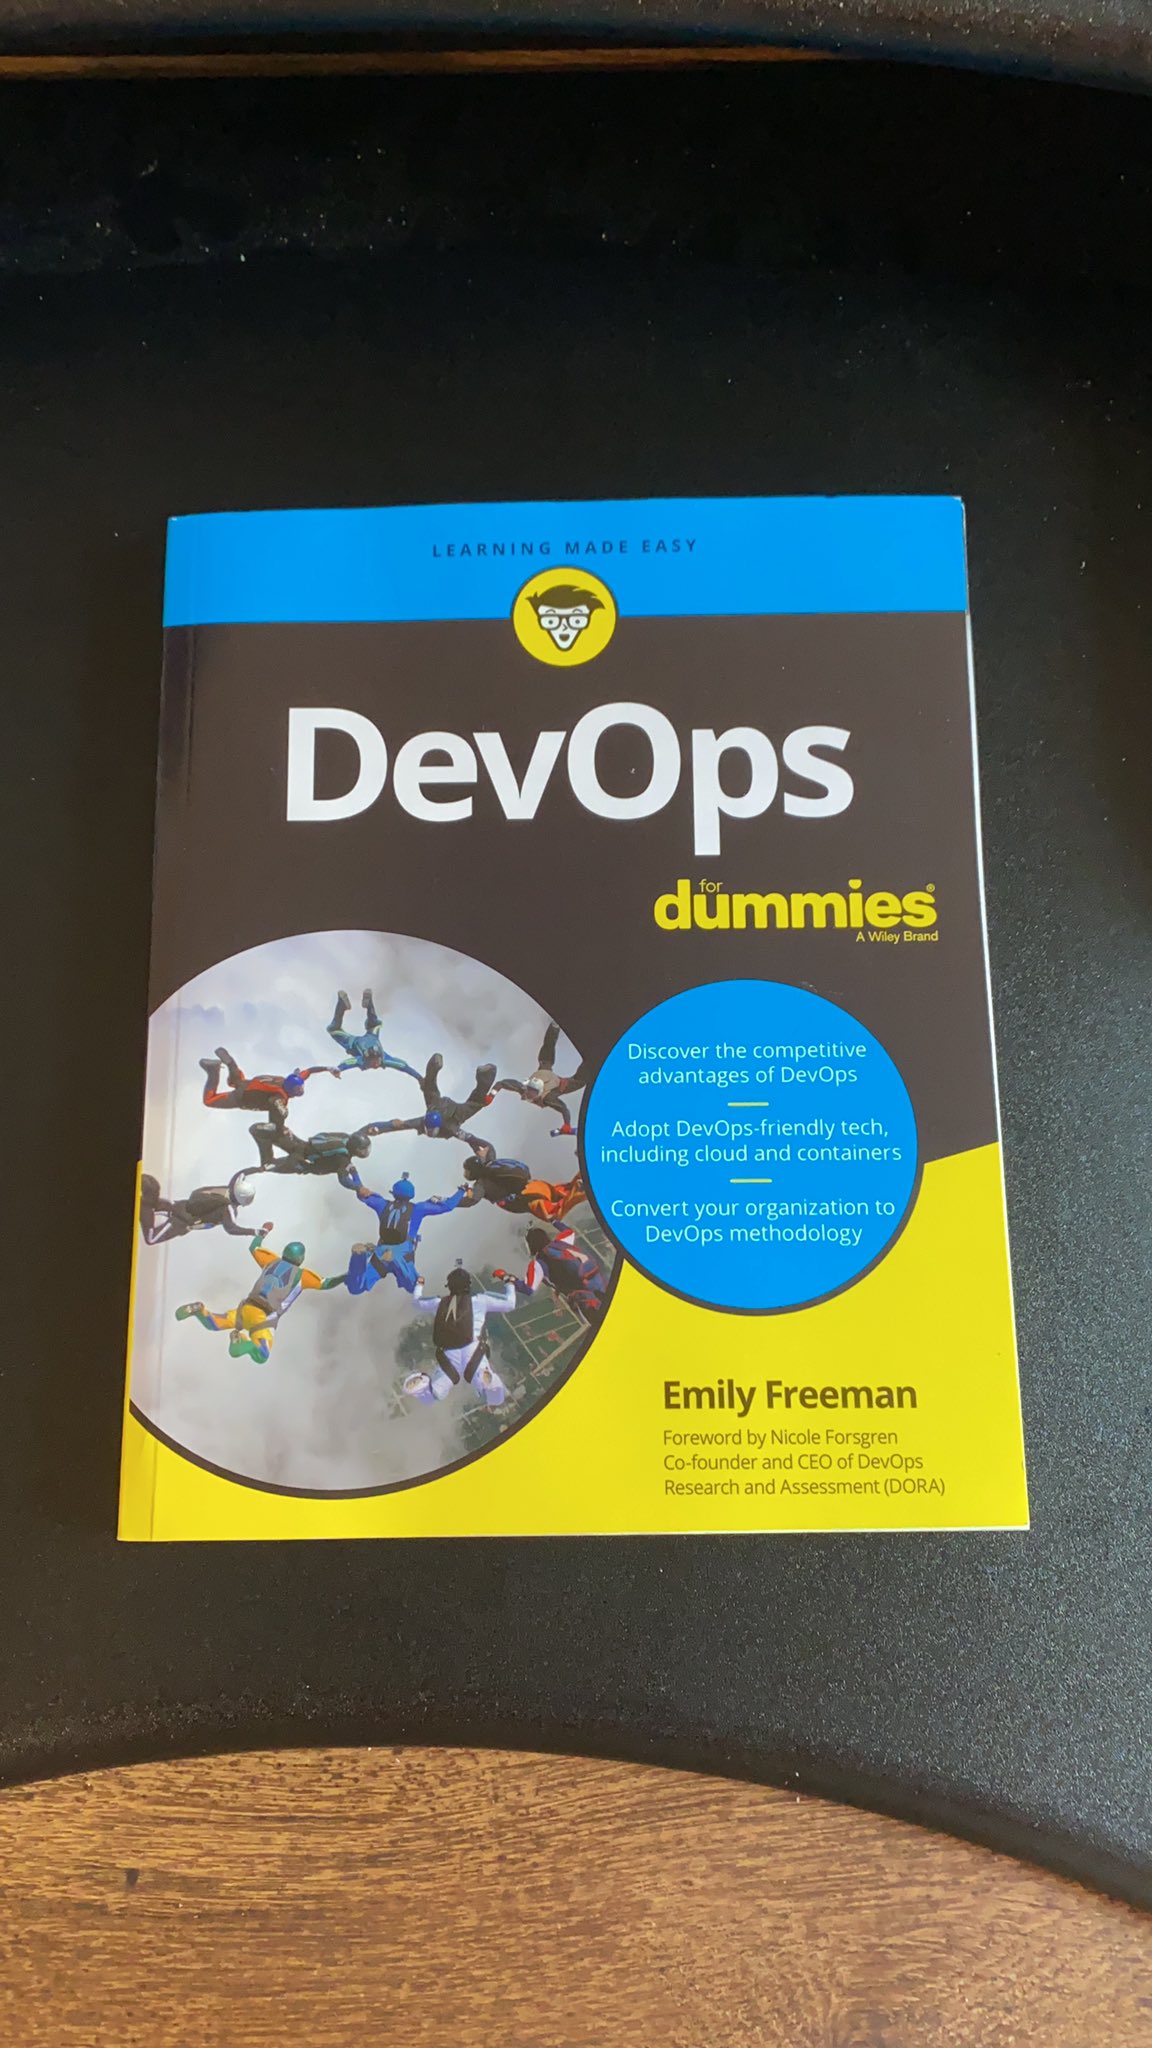 LEARNING MADE EASY
DevOps
for
dummies®
A Wiley Brand
Discover the competitive
advantages of DevOps
Adopt DevOps-friendly tech,
including cloud and containers
Convert your organization to
DevOps methodology
Emily Freeman
Foreword by Nicole Forsgren
Co-founder and CEO of DevOps
Research and Assessment (DORA)